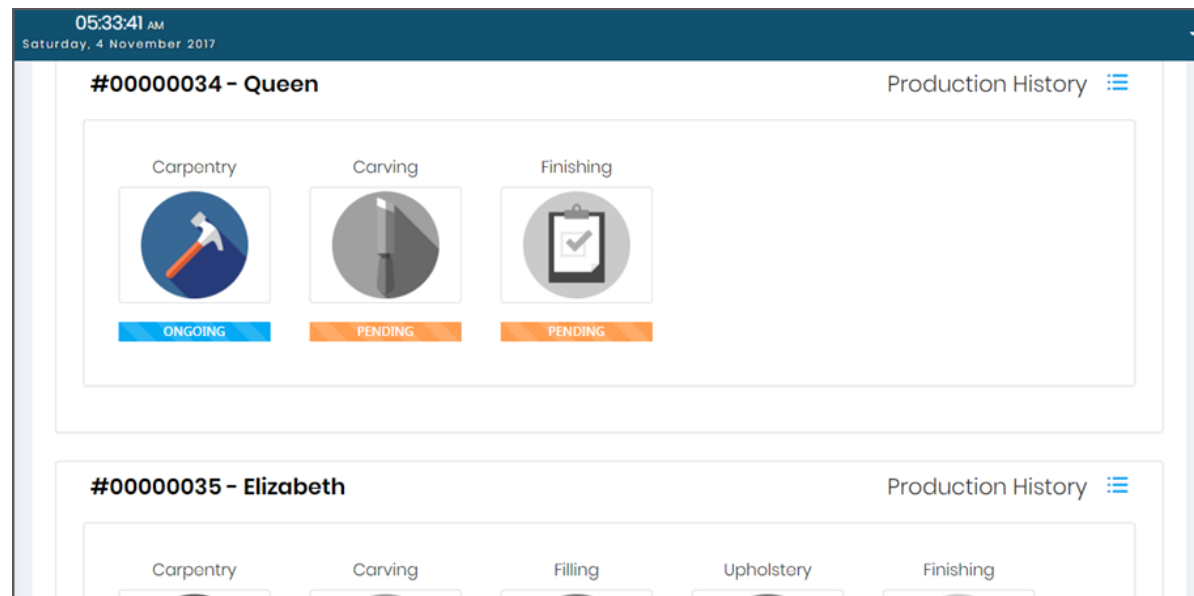 05:33:41 AM
Saturday, 4 November 2017
#00000034 - Queen Production History
Carpentry Carving Finishing
ONGOING PENDING PENDING
#00000035 - Elizabeth Production History
Carpentry Carving Filling Upholstery Finishing